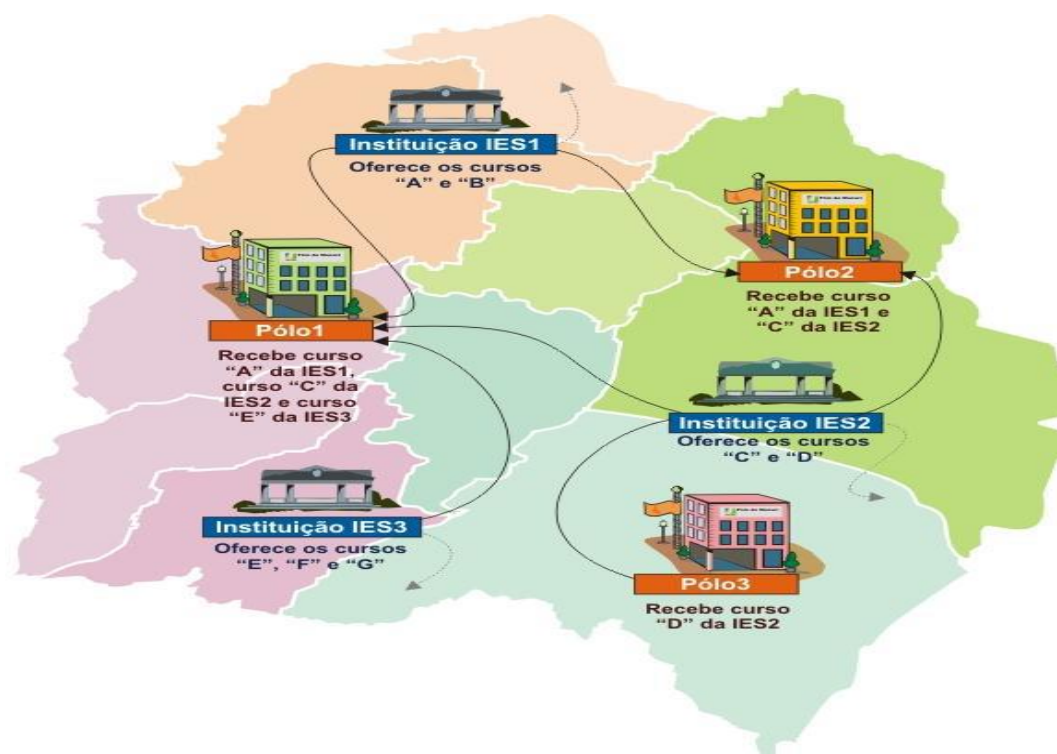 Instituição IES1
Oferece os cursos
“A” e “B”
Pólo2
Recebe curso
“A” da IES1 e
“C” da IES2
Pólo1
Recebe curso
“A” da IES1,
curso “C” da
IES2 e curso
“E” da IES3
Instituição IES2
Oferece os cursos
“C” e “D”
Instituição IES3
Oferece os cursos
“E”, “F” e “G”
Pólo3
Recebe curso
“D” da IES2